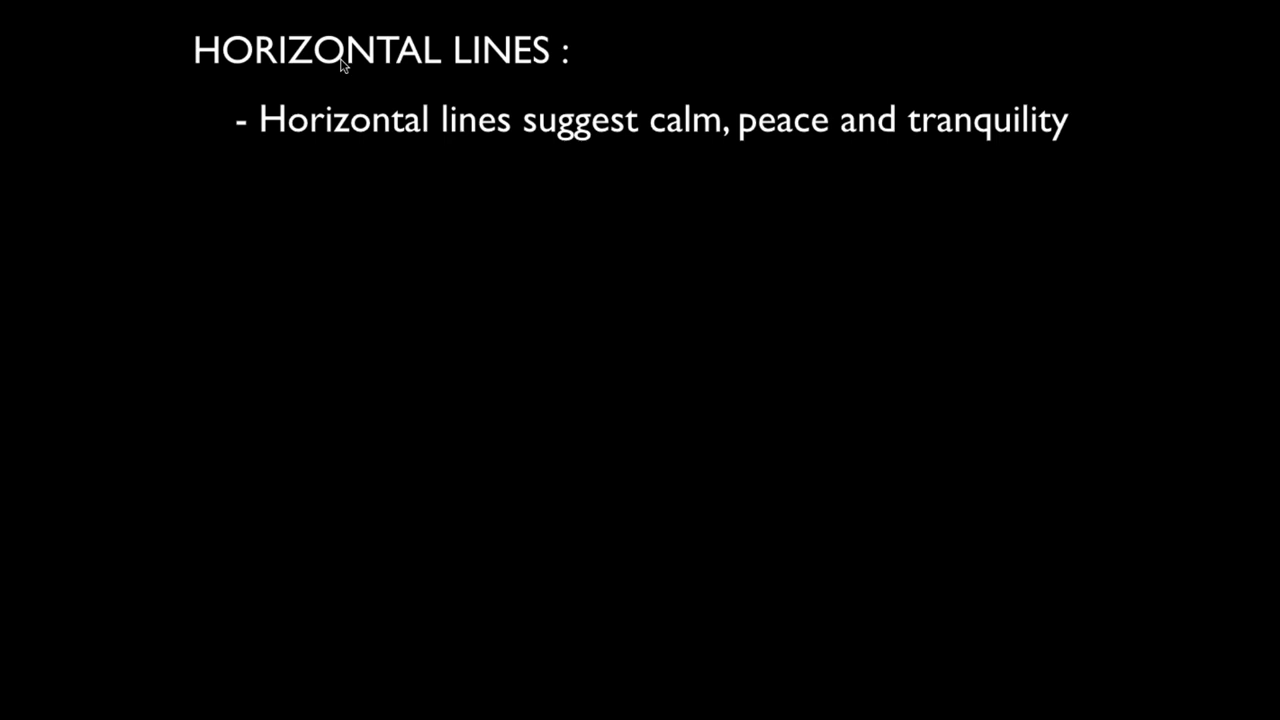 HORIZONTAL LINES :
- Horizontal lines suggest calm, peace and tranquility